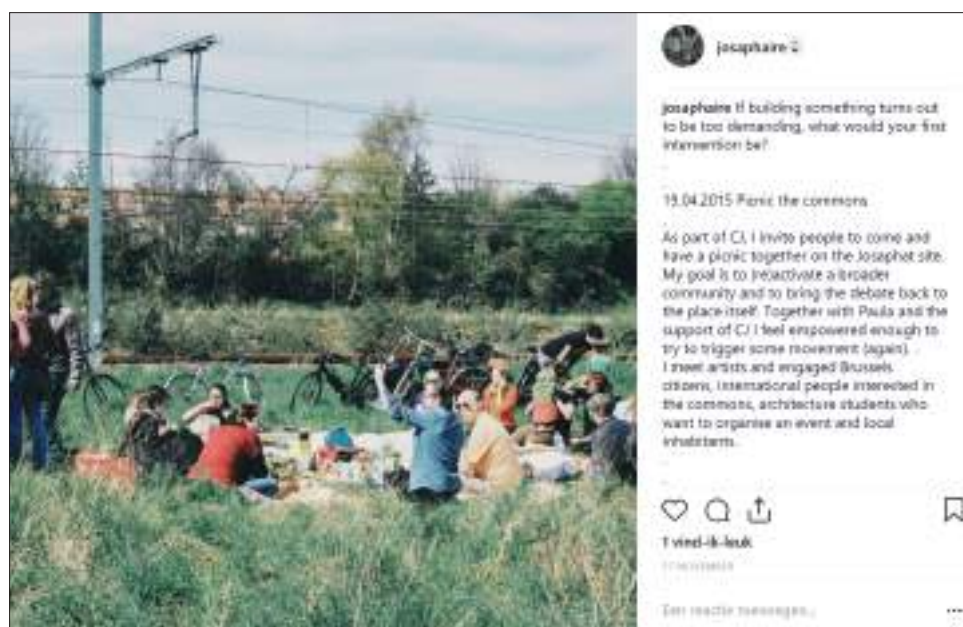 josaphaire
josaphaire If building something turns out
to be too demanding, what would your first
intervention be?
.
19.04.2015 Picnic the commons
As part of CJ, I invite people to come and
have a picnic together on the Josaphat site.
My goal is to (re)activate a broader
community and to bring the debate back to
the place itself. Together with Paula and the
support of CJ I feel empowered enough to
try to trigger some movement (again).
I meet artists and engaged Brussels
citizens, international people interested in
the commons, architecture students who
want to organise an event and local
inhabitants.
.
1 vind-ik-leuk
17 NOVEMBER
Een reactie toevoegen...